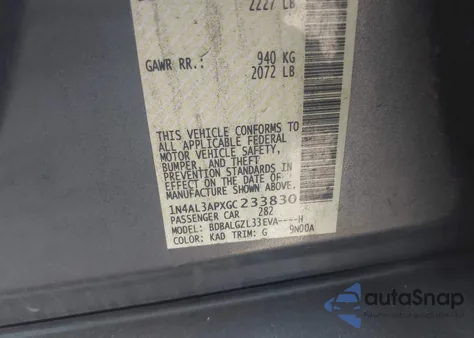 2227 LB
GAWR RR.: 940 KG
2072 LB
THIS VEHICLE CONFORMS TO
ALL APPLICABLE FEDERAL
MOTOR VEHICLE SAFETY,
BUMPER, AND THEFT
PREVENTION STANDARDS IN
EFFECT ON THE DATE OF
MANUFACTURE SHOWN ABOVE.
1N4AL3APXGC233830
PASSENGER CAR 282
MODEL: BDBALGZL33EVA----H
COLOR: KAD TRIM: G 9N00A
autoSnap